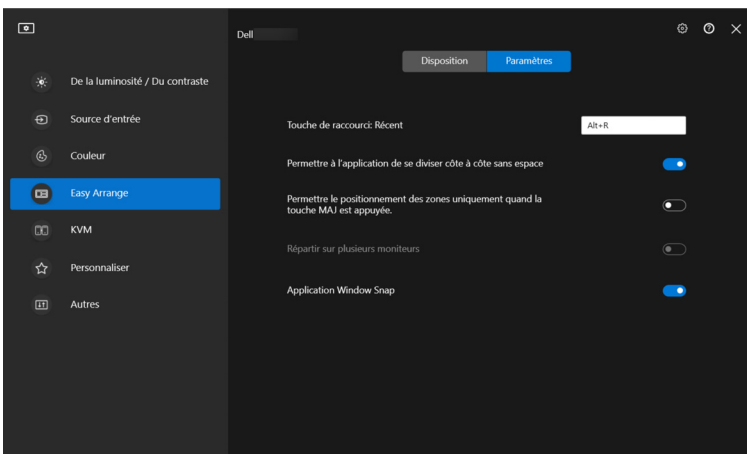 Dell
Disposition
Paramètres
De la luminosité / Du contraste
Source d'entrée
Couleur
Easy Arrange
KVM
Personnaliser
Autres
Touche de raccourci: Récent
Alt+R
Permettre à l'application de se diviser côte à côte sans espace
Permettre le positionnement des zones uniquement quand la
touche MAJ est appuyée.
Répartir sur plusieurs moniteurs
Application Window Snap